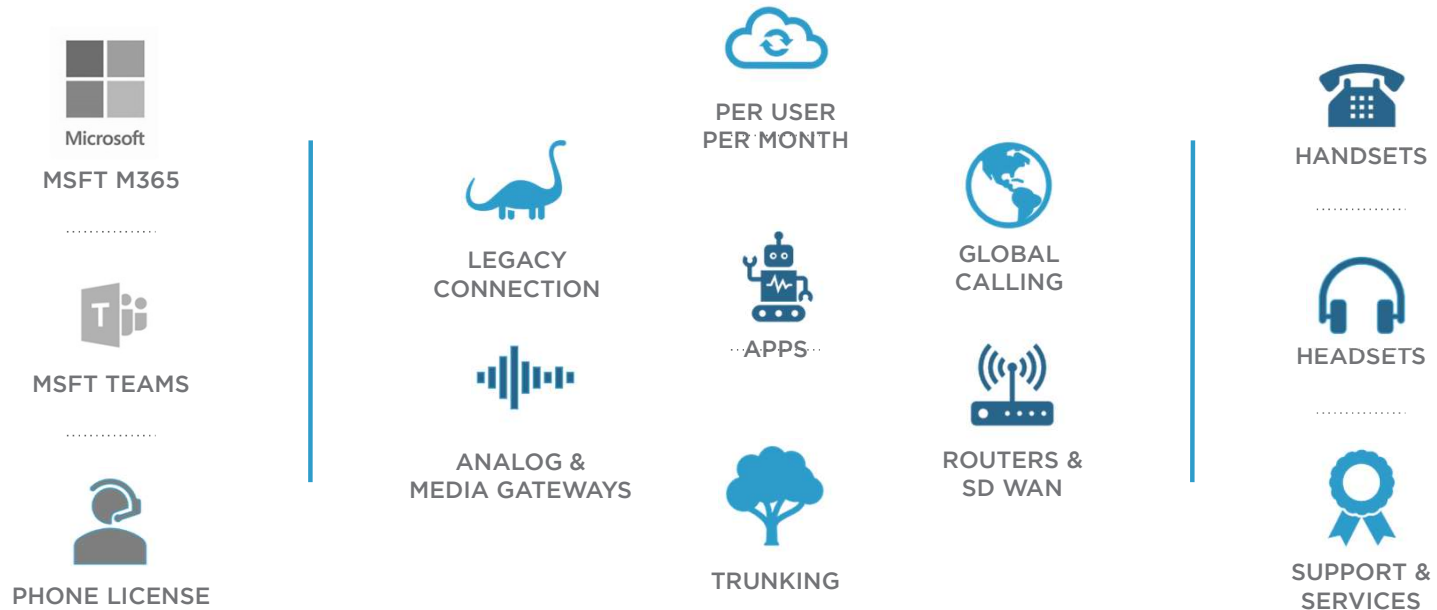 Microsoft
MSFT M365
MSFT TEAMS
PHONE LICENSE
LEGACY
CONNECTION
ANALOG &
MEDIA GATEWAYS
PER USER
PER MONTH
APPS
TRUNKING
GLOBAL
CALLING
ROUTERS &
SD WAN
HANDSETS
HEADSETS
SUPPORT &
SERVICES